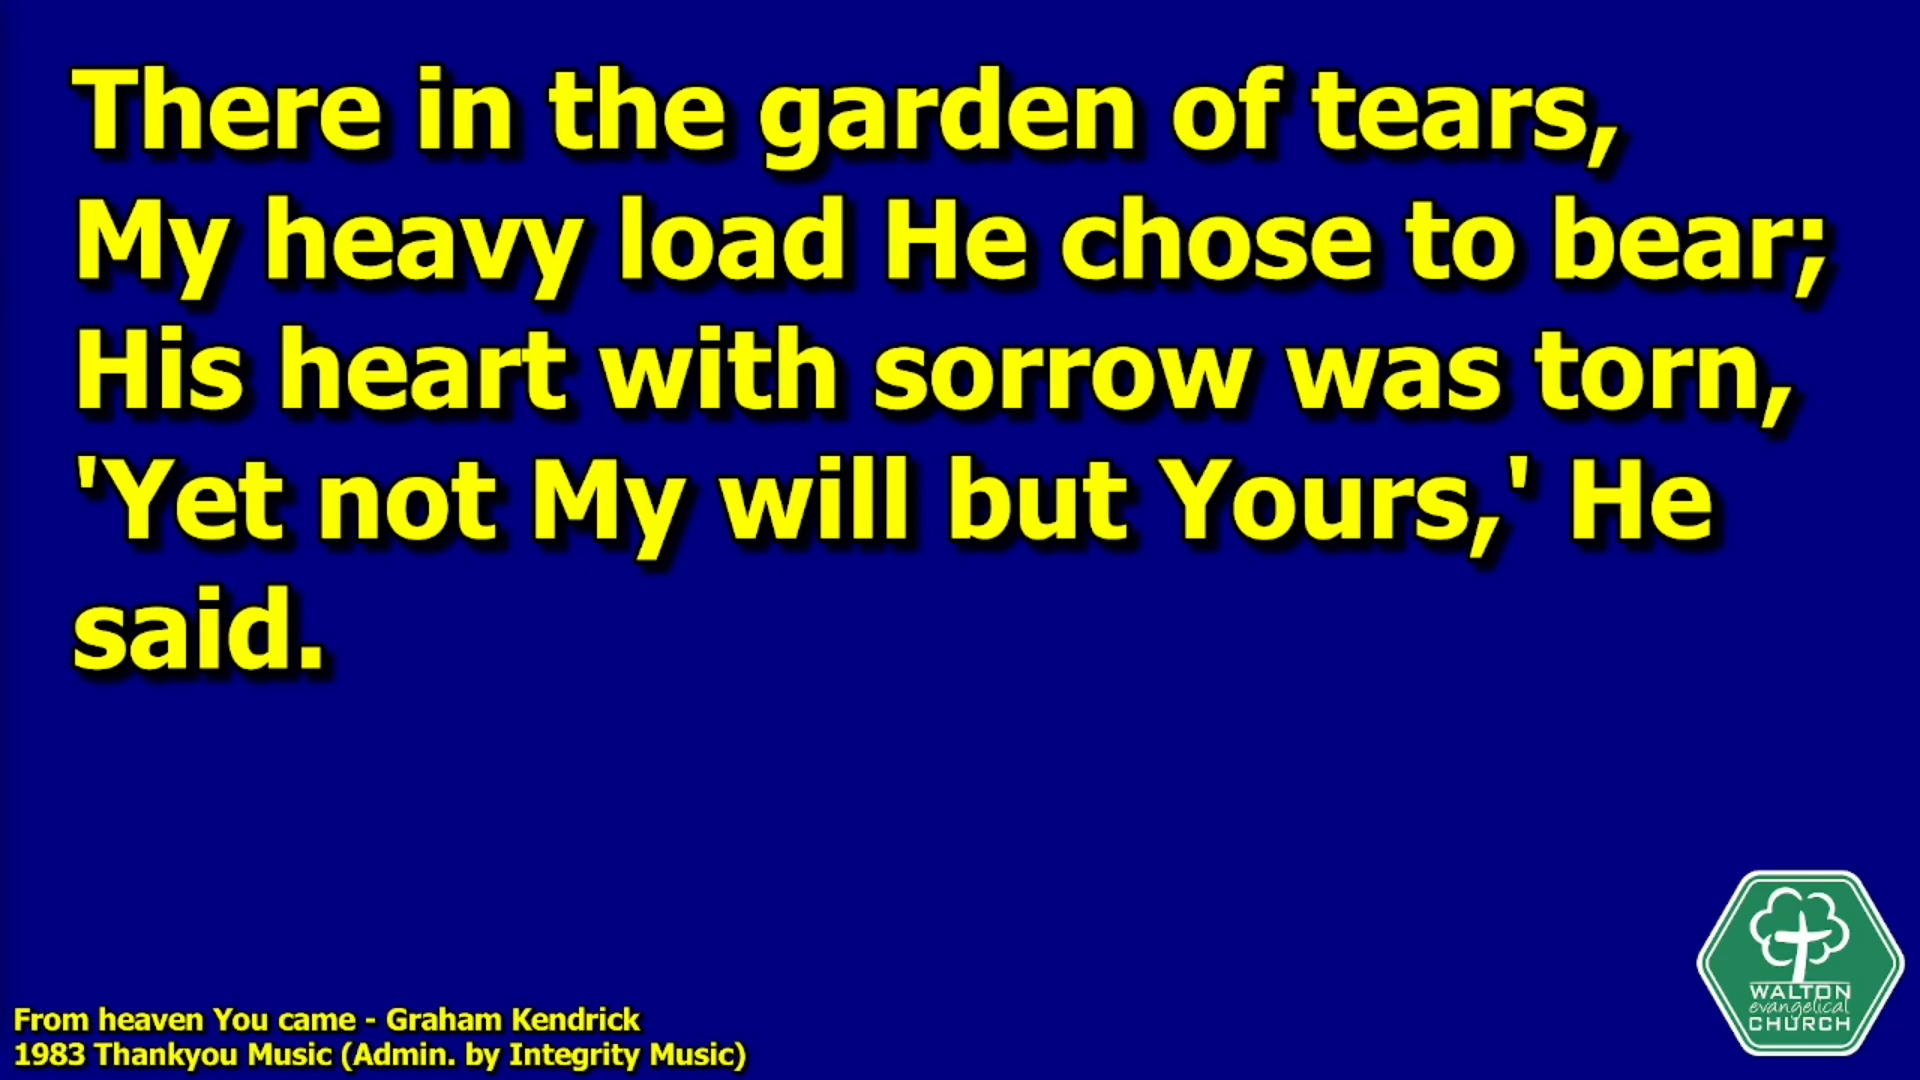 There in the garden of tears,
My heavy load He chose to bear;
His heart with sorrow was torn,
'Yet not My will but Yours,' He
said.
From heaven You came - Graham Kendrick
1983 Thankyou Music (Admin. by Integrity Music)
WALTON
evangelical
CHURCH